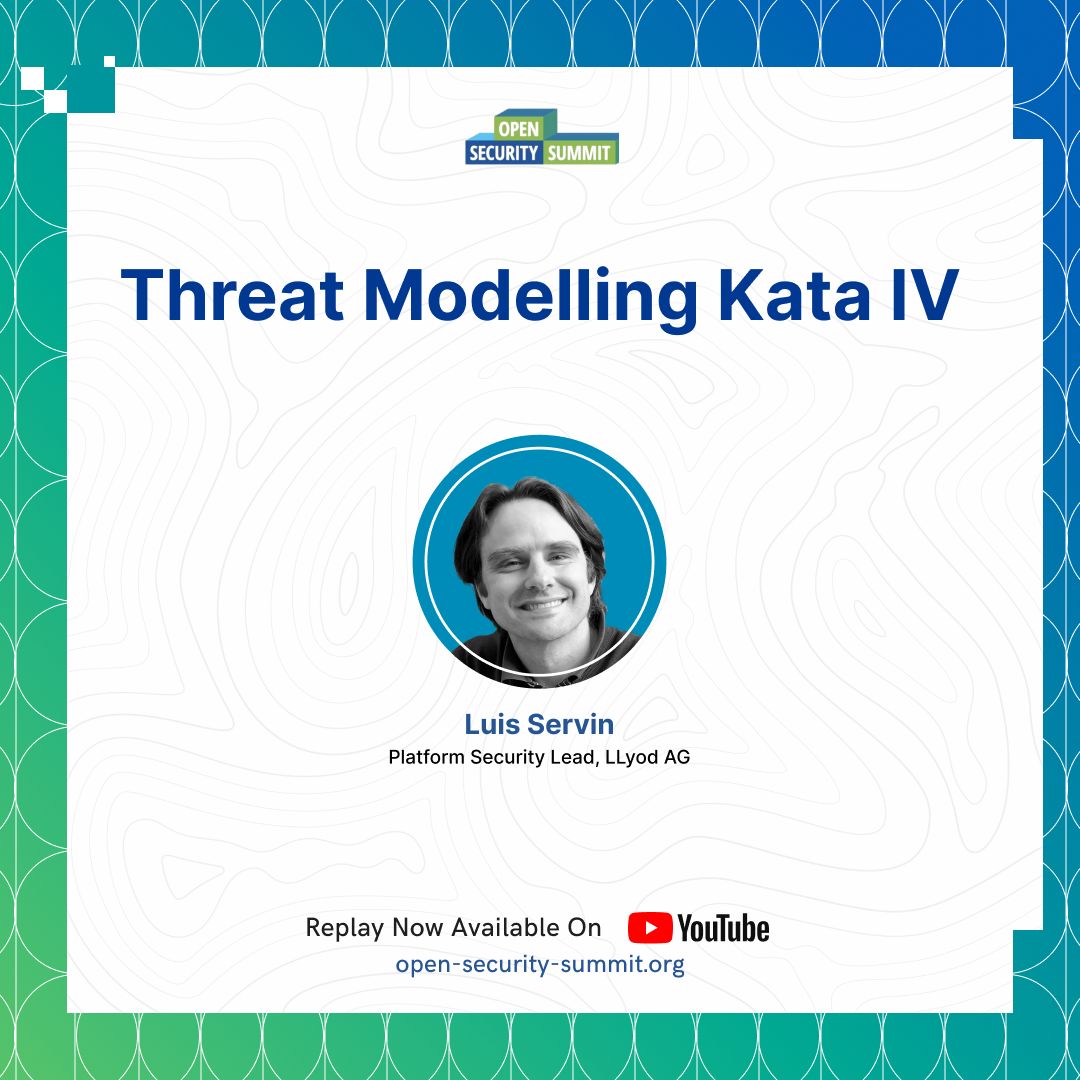 OPEN
SECURITY SUMMIT
Threat Modelling Kata IV
Luis Servin
Platform Security Lead, LLyod AG
Replay Now Available On YouTube
open-security-summit.org